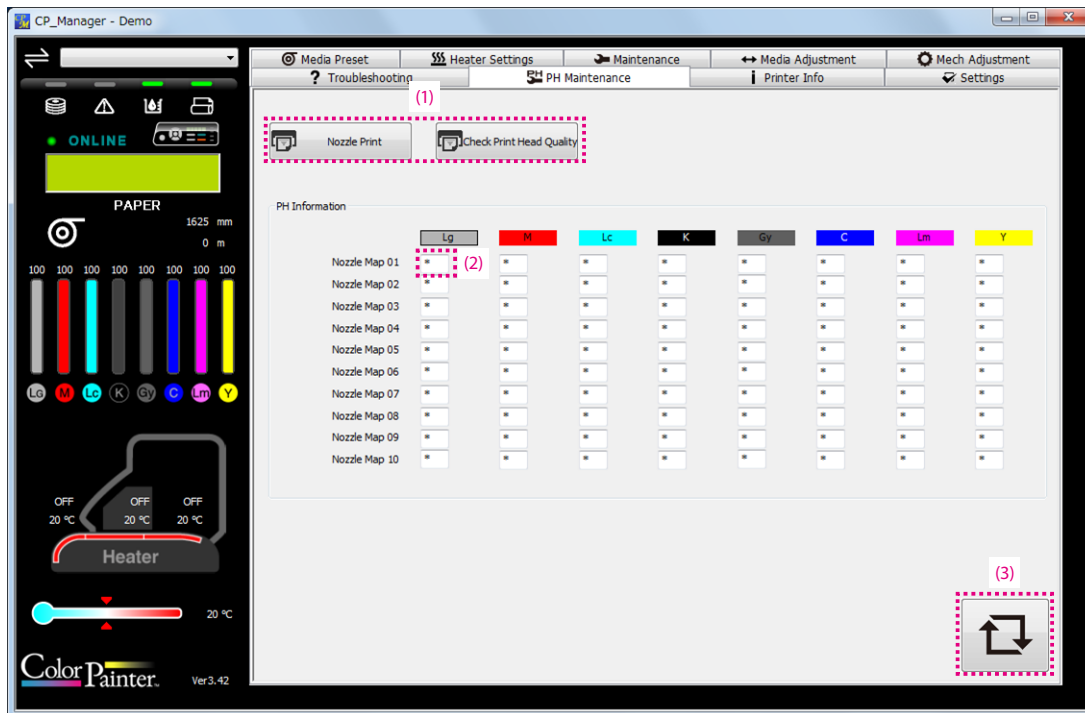 CP_Manager - Demo
Media Preset Heater Settings Maintenance Media Adjustment Mech Adjustment
? Troubleshooting PH PH Maintenance i Printer Info Settings
(1)
Nozzle Print Check Print Head Quality
ONLINE
PAPER
1625 mm
0 m
100 100 100 100 100 100 100 100
Lg M Lc K Gy C Lm Y
OFF OFF OFF
20 ℃ 20 ℃ 20 ℃
Heater
20 ℃
Color Painter. Ver3.42
PH Information
Lg M Lc K Gy C Lm Y
Nozzle Map 01 * (2) * * * * * * *
Nozzle Map 02 * * * * * * * *
Nozzle Map 03 * * * * * * * *
Nozzle Map 04 * * * * * * * *
Nozzle Map 05 * * * * * * * *
Nozzle Map 06 * * * * * * * *
Nozzle Map 07 * * * * * * * *
Nozzle Map 08 * * * * * * * *
Nozzle Map 09 * * * * * * * *
Nozzle Map 10 * * * * * * * *
(3)